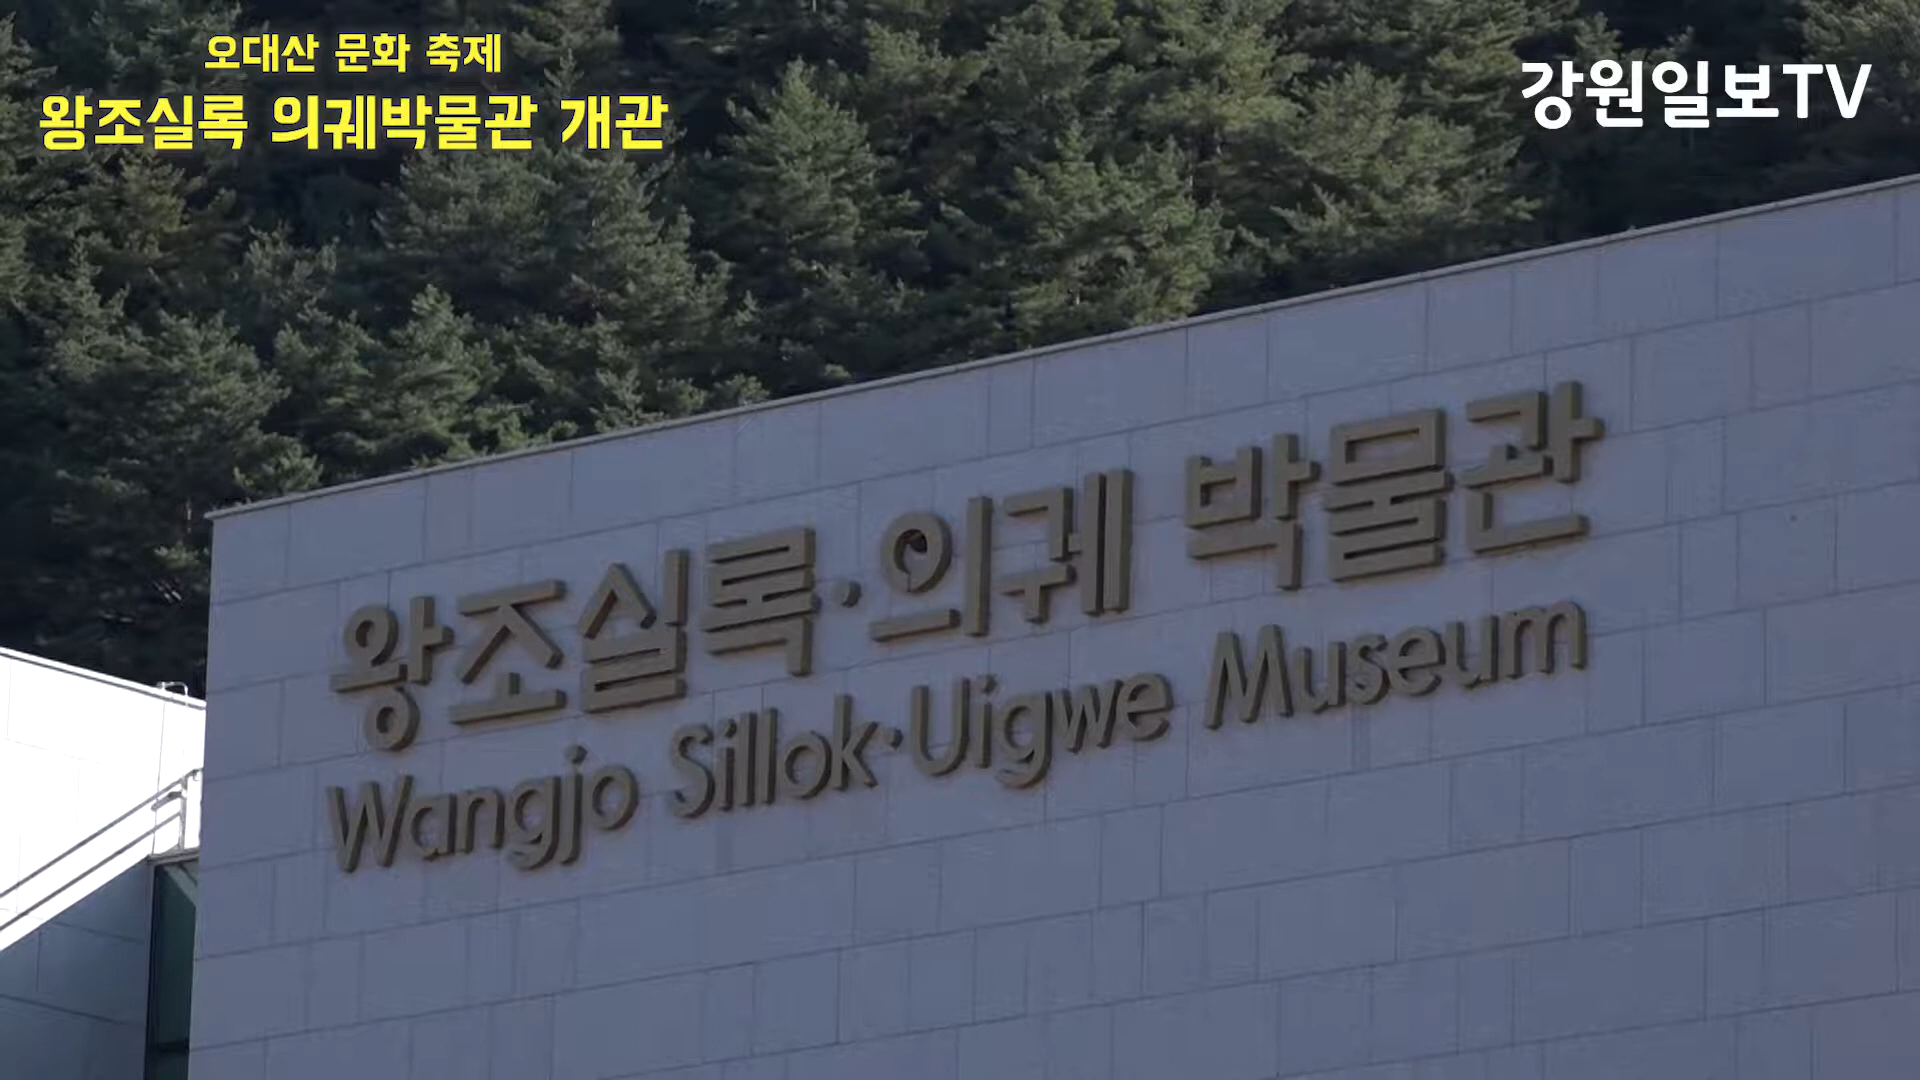 오대산 문화 축제
왕조실록 의궤박물관 개관
강원일보TV
왕조실록·의궤 박물관
Wangjo Sillok·Uigwe Museum